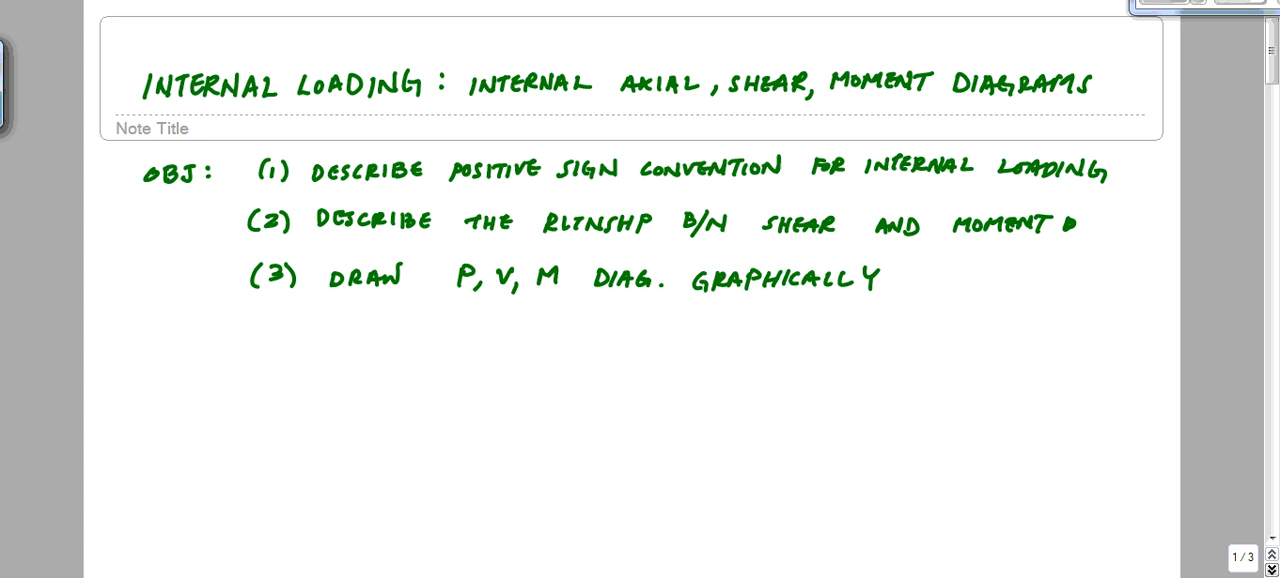 INTERNAL LOADING: INTERNAL AXIAL, SHEAR, MOMENT DIAGRAMS
Note Title
OBJ: (1) DESCRIBE POSITIVE SIGN CONVENTION FOR INTERNAL LOADING
(2) DESCRIBE THE RLTNSHP B/N SHEAR AND MOMENT
(3) DRAW P, V, M DIAG. GRAPHICALLY
1 / 3